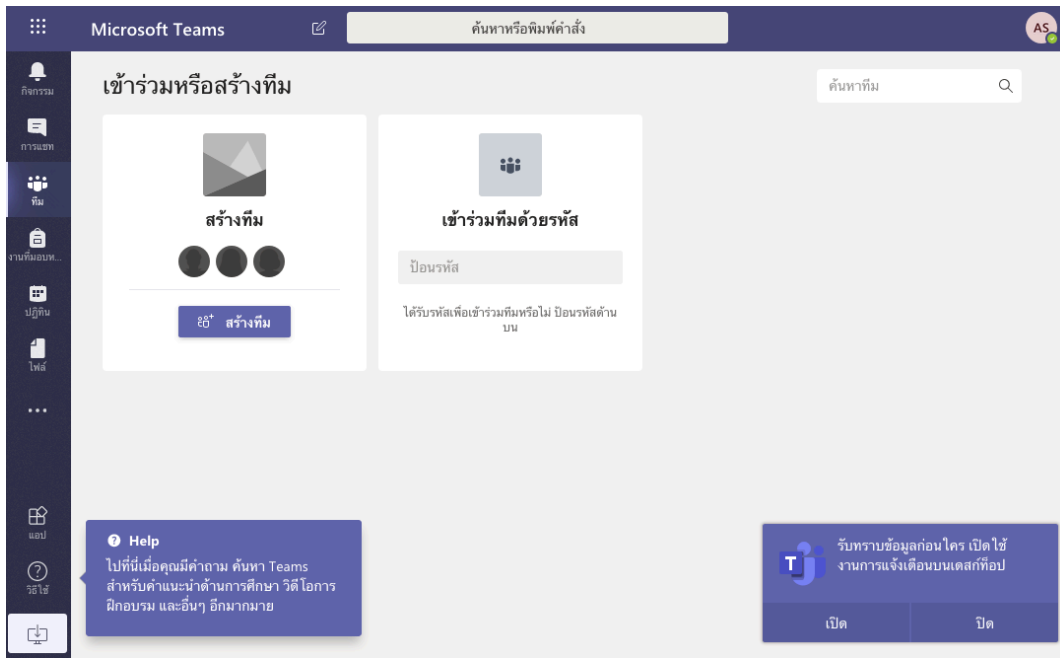 Microsoft Teams
ค้นหาหรือพิมพ์คำสั่ง
AS
กิจกรรม
การแชท
ทีม
งานที่มอบห...
ปฏิทิน
ไฟล์
แอป
วิธีใช้
เข้าร่วมหรือสร้างทีม
ค้นหาทีม
สร้างทีม
สร้างทีม
เข้าร่วมทีมด้วยรหัส
ป้อนรหัส
ได้รับรหัสเพื่อเข้าร่วมทีมหรือไม่ ป้อนรหัสด้าน
บน
Help
ไปที่นี่เมื่อคุณมีคำถาม ค้นหา Teams
สำหรับคำแนะนำด้านการศึกษา วิดีโอการ
ฝึกอบรม และอื่นๆ อีกมากมาย
T
รับทราบข้อมูลก่อนใคร เปิดใช้
งานการแจ้งเตือนบนเดสก์ท็อป
เปิด
ปิด